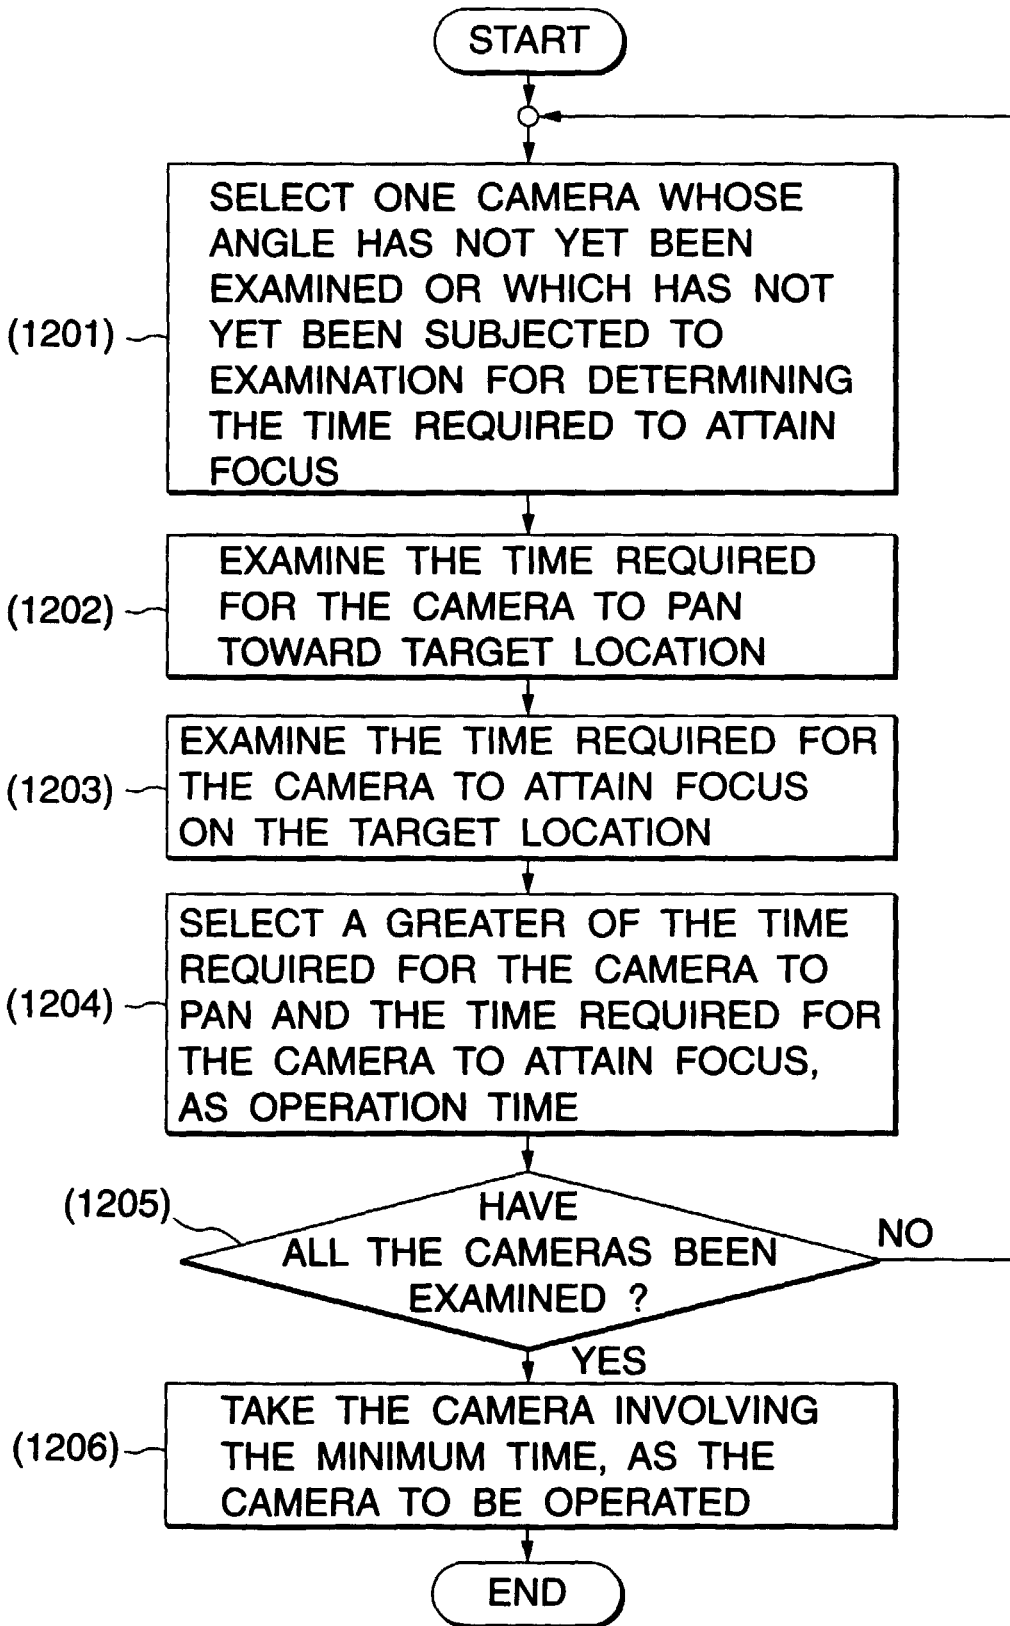 START
SELECT ONE CAMERA WHOSE
ANGLE HAS NOT YET BEEN
EXAMINED OR WHICH HAS NOT
YET BEEN SUBJECTED TO
EXAMINATION FOR DETERMINING
THE TIME REQUIRED TO ATTAIN
FOCUS
(1201)
EXAMINE THE TIME REQUIRED
FOR THE CAMERA TO PAN
TOWARD TARGET LOCATION
(1202)
EXAMINE THE TIME REQUIRED FOR
THE CAMERA TO ATTAIN FOCUS
ON THE TARGET LOCATION
(1203)
SELECT A GREATER OF THE TIME
REQUIRED FOR THE CAMERA TO
PAN AND THE TIME REQUIRED FOR
THE CAMERA TO ATTAIN FOCUS,
AS OPERATION TIME
(1204)
(1205)
HAVE
ALL THE CAMERAS BEEN
EXAMINED ?
NO
YES
TAKE THE CAMERA INVOLVING
THE MINIMUM TIME, AS THE
CAMERA TO BE OPERATED
(1206)
END